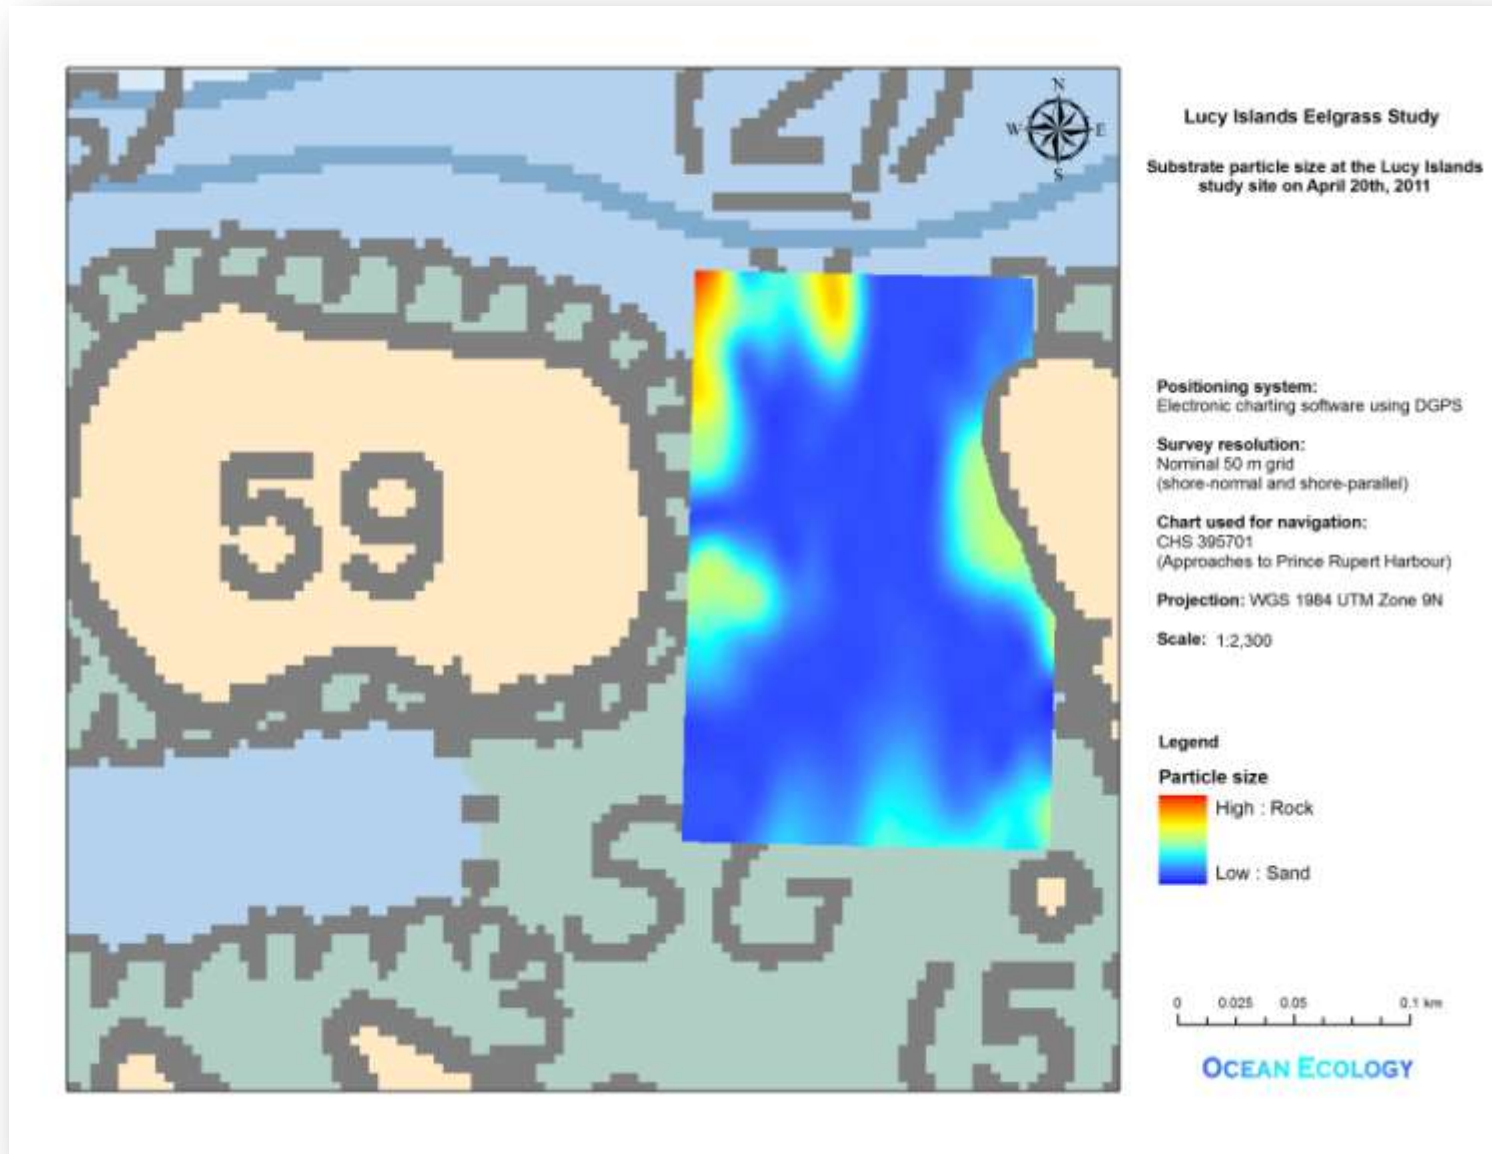 (2)
N
W
E
S
59
SG
(5
Lucy Islands Eelgrass Study
Substrate particle size at the Lucy Islands
study site on April 20th, 2011
Positioning system:
Electronic charting software using DGPS
Survey resolution:
Nominal 50 m grid
(shore-normal and shore-parallel)
Chart used for navigation:
CHS 395701
(Approaches to Prince Rupert Harbour)
Projection: WGS 1984 UTM Zone 9N
Scale: 1:2,300
Legend
Particle size
High : Rock
Low : Sand
0 0.025 0.05 0.1 km
OCEAN ECOLOGY